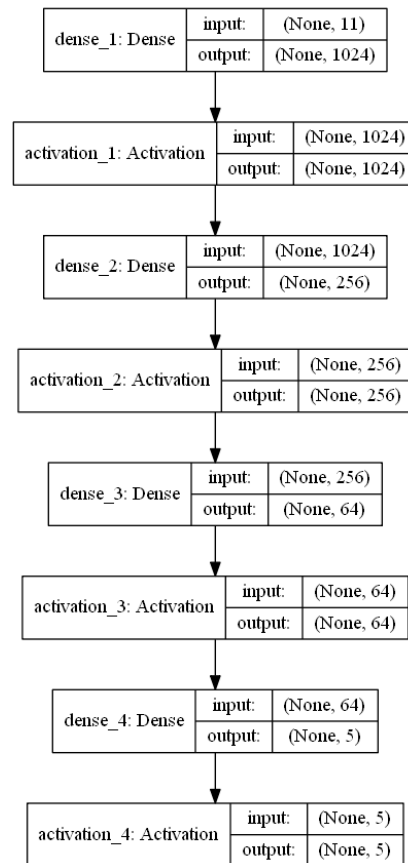 dense_1: Dense
input: (None, 11)
output: (None, 1024)
activation_1: Activation
input: (None, 1024)
output: (None, 1024)
dense_2: Dense
input: (None, 1024)
output: (None, 256)
activation_2: Activation
input: (None, 256)
output: (None, 256)
dense_3: Dense
input: (None, 256)
output: (None, 64)
activation_3: Activation
input: (None, 64)
output: (None, 64)
dense_4: Dense
input: (None, 64)
output: (None, 5)
activation_4: Activation
input: (None, 5)
output: (None, 5)